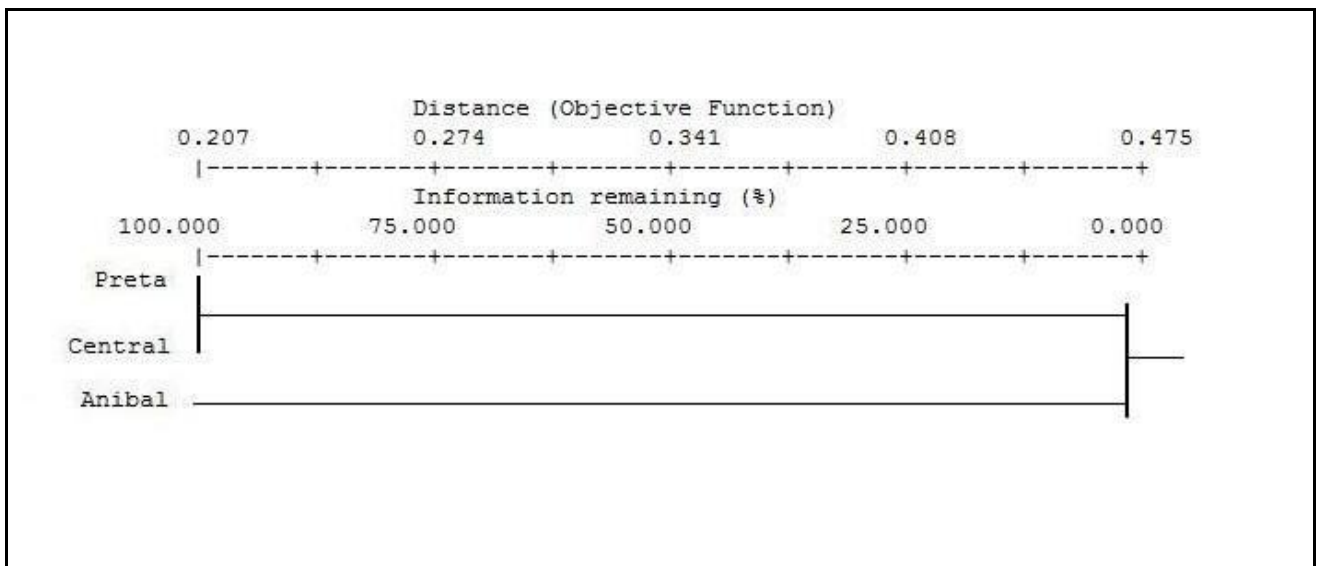 Distance (Objective Function)
0.207 0.274 0.341 0.408 0.475
|-------+-------+-------+-------+-------+-------+-------+-------+
Information remaining (%)
100.000 75.000 50.000 25.000 0.000
|-------+-------+-------+-------+-------+-------+-------+-------+
Preta
Central
Anibal